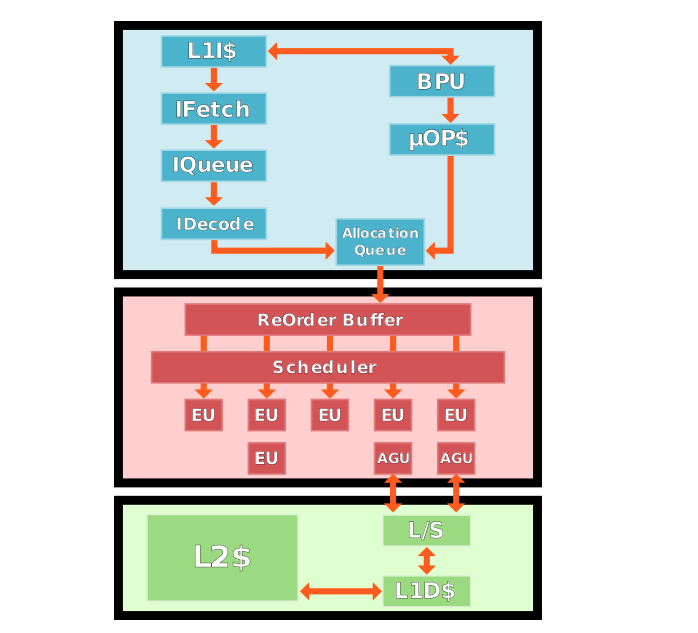 L1I$
BPU
IFetch
μOP$
IQueue
IDecode
Allocation
Queue
ReOrder Buffer
Scheduler
EU EU EU EU EU
EU AGU AGU
L/S
L2$
L1D$